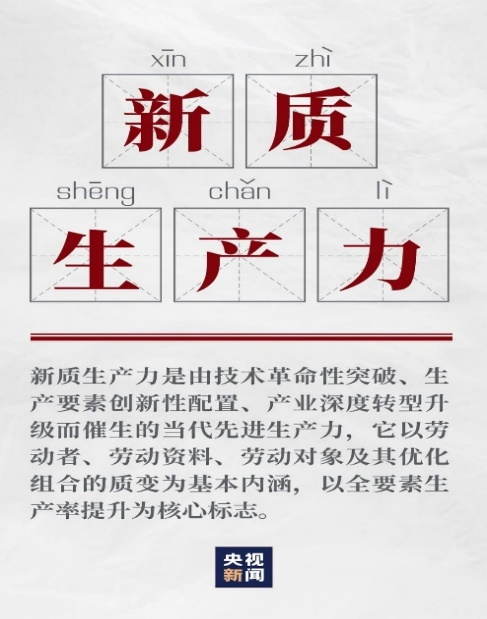 xīn zhì
新质
shēng chǎn lì
生产力
新质生产力是由技术革命性突破、生
产要素创新性配置、产业深度转型升
级而催生的当代先进生产力，它以劳
动者、劳动资料、劳动对象及其优化
组合的质变为基本内涵，以全要素生
产率提升为核心标志。
央视
新闻